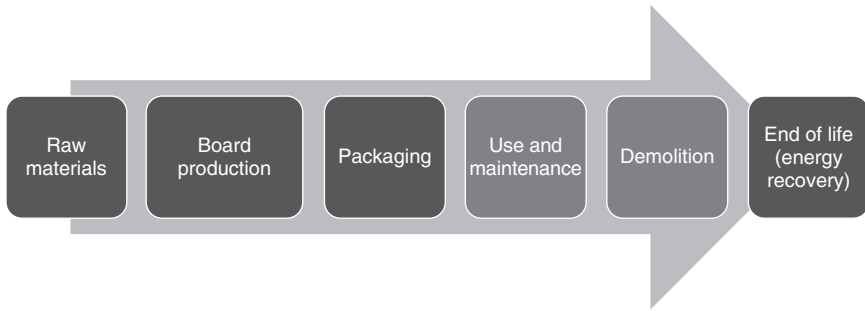 Raw
materials
Board
production
Packaging
Use and
maintenance
Demolition
End of life
(energy
recovery)